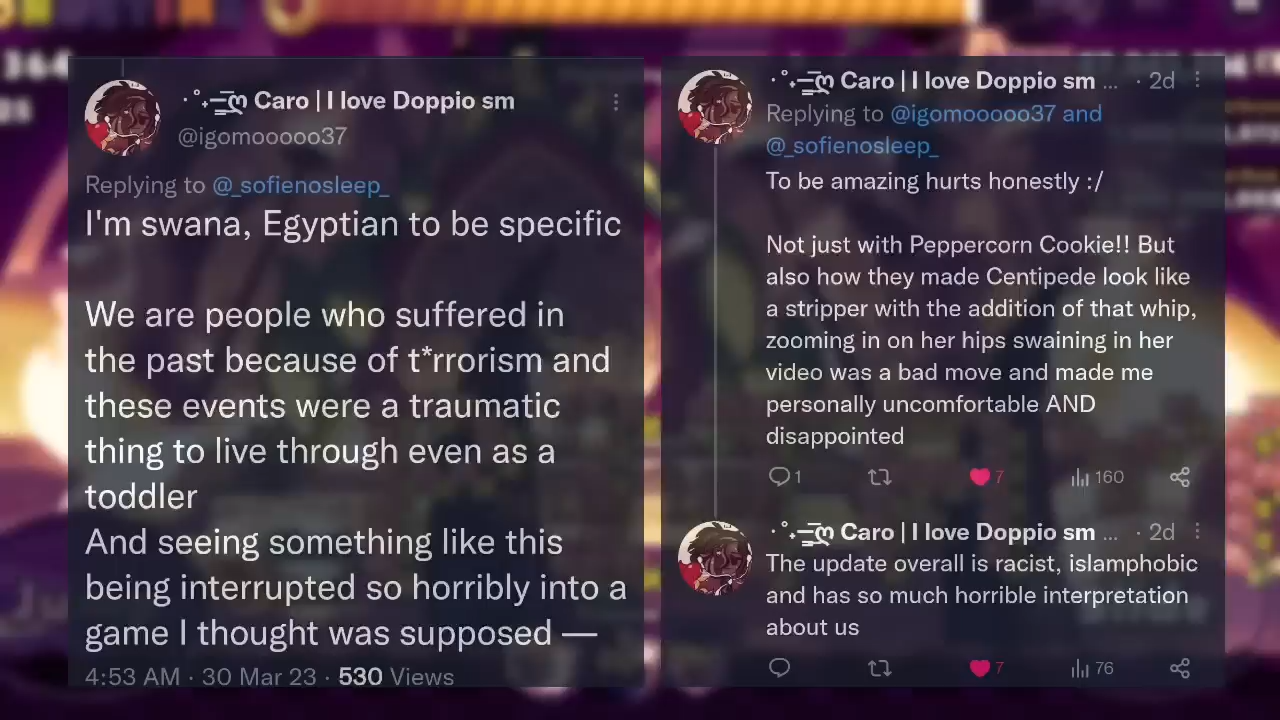 364
Caro | I love Doppio sm
@igomooooo37
Replying to @_sofienosleep_
I'm swana, Egyptian to be specific
We are people who suffered in
the past because of t*rrorism and
these events were a traumatic
thing to live through even as a
toddler
And seeing something like this
being interrupted so horribly into a
game I thought was supposed —
4:53 AM · 30 Mar 23 · 530 Views
Caro | I love Doppio sm ... · 2d
Replying to @igomooooo37 and
@_sofienosleep_
To be amazing hurts honestly :/
Not just with Peppercorn Cookie!! But
also how they made Centipede look like
a stripper with the addition of that whip,
zooming in on her hips swaining in her
video was a bad move and made me
personally uncomfortable AND
disappointed
1 7 160
Caro | I love Doppio sm ... · 2d
The update overall is racist, islamphobic
and has so much horrible interpretation
about us
7 76